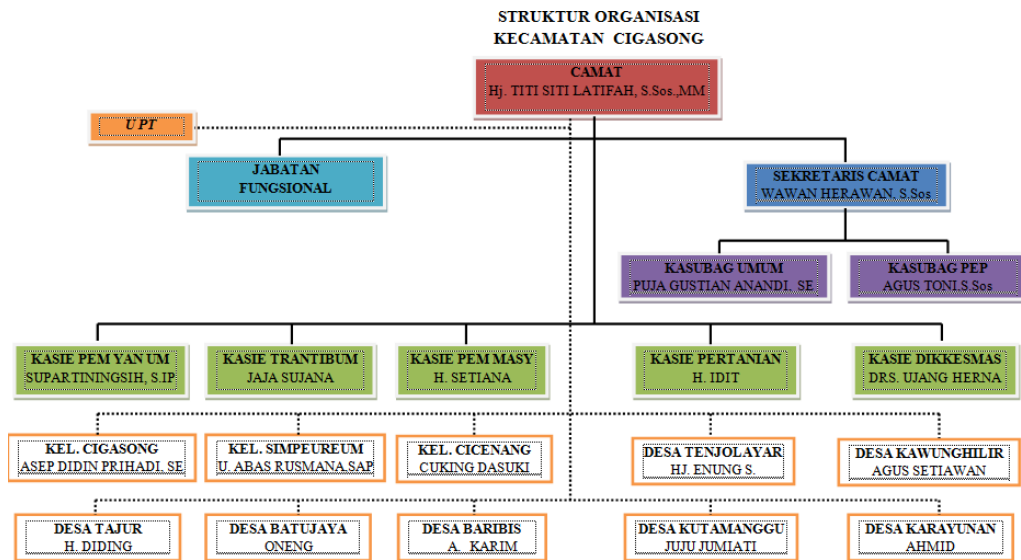 STRUKTUR ORGANISASI
KECAMATAN CIGASONG
CAMAT
Hj. TITI SITI LATIFAH, S.Sos.,MM
UPT
JABATAN
FUNGSIONAL
SEKRETARIS CAMAT
WAWAN HERAWAN, S.Sos
KASUBAG UMUM
PUJA GUSTIAN ANANDI. SE
KASUBAG PEP
AGUS TONI.S.Sos
KASIE PEM YAN UM
SUPARTININGSIH, S.IP
KASIE TRANTIBUM
JAJA SUJANA
KASIE PEM MASY
H. SETIANA
KASIE PERTANIAN
H. IDIT
KASIE DIKKESMAS
DRS. UJANG HERNA
KEL. CIGASONG
ASEP DIDIN PRIHADI. SE
KEL. SIMPEUREUM
U. ABAS RUSMANA.SAP
KEL. CICENANG
CUKING DASUKI
DESA TENJOLAYAR
HJ. ENUNG S.
DESA KAWUNGHILIR
AGUS SETIAWAN
DESA TAJUR
H. DIDING
DESA BATUJAYA
ONENG
DESA BARIBIS
A. KARIM
DESA KUTAMANGGU
JUJU JUMIATI
DESA KARAYUNAN
AHMID